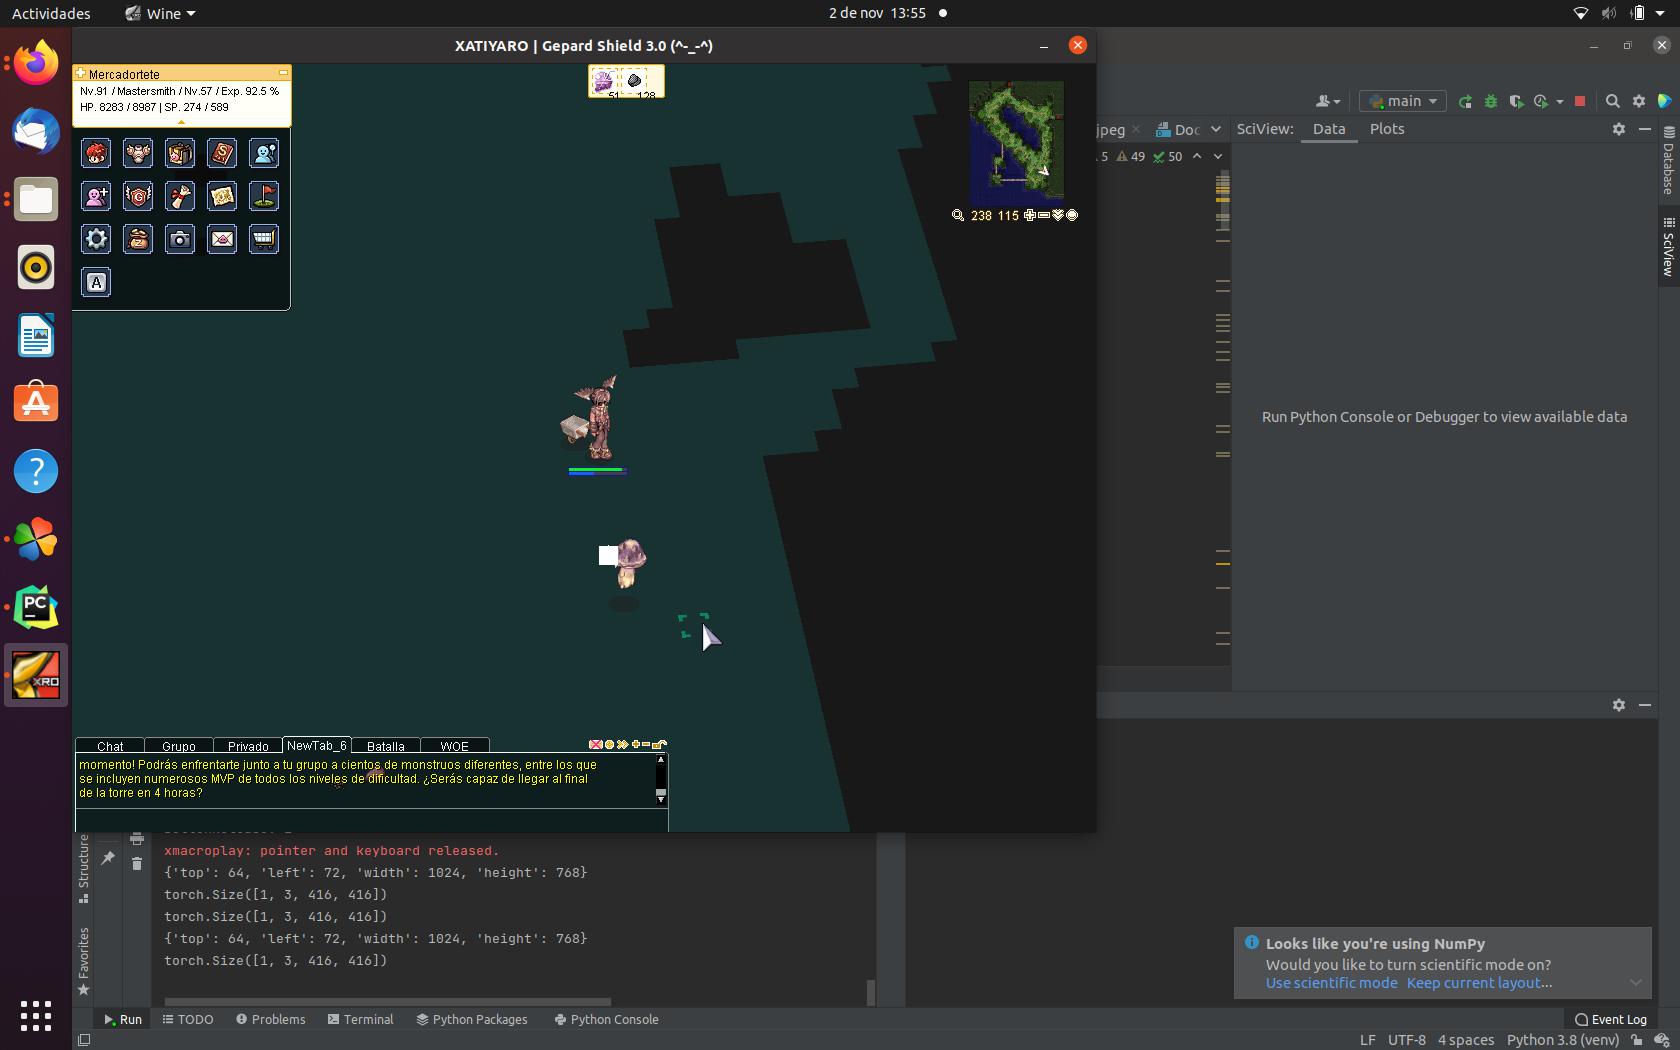 Actividades
Wine
2 de nov 13:55
XATIYARO | Gepard Shield 3.0 (^-_-^)
Mercadortete
Nv.91 / Mastersmith / Nv.57 / Exp. 92.5 %
HP. 8283 / 8987 | SP. 274 / 589
51
128
238 115
A
main
jpeg
Doc
SciView:
Data
Plots
5
49
50
Database
SciView
Run Python Console or Debugger to view available data
PC
XRO
Chat
Grupo
Privado
NewTab_6
Batalla
WOE
momento! Podrás enfrentarte junto a tu grupo a cientos de monstruos diferentes, entre los que
se incluyen numerosos MVP de todos los niveles de dificultad. ¿Serás capaz de llegar al final
de la torre en 4 horas?
xmacroplay: pointer and keyboard released.
{'top': 64, 'left': 72, 'width': 1024, 'height': 768}
torch.Size([1, 3, 416, 416])
torch.Size([1, 3, 416, 416])
{'top': 64, 'left': 72, 'width': 1024, 'height': 768}
torch.Size([1, 3, 416, 416])
Structure
Favorites
Looks like you're using NumPy
Would you like to turn scientific mode on?
Use scientific mode Keep current layout...
Run
TODO
Problems
Terminal
Python Packages
Python Console
Event Log
LF UTF-8 4 spaces Python 3.8 (venv)